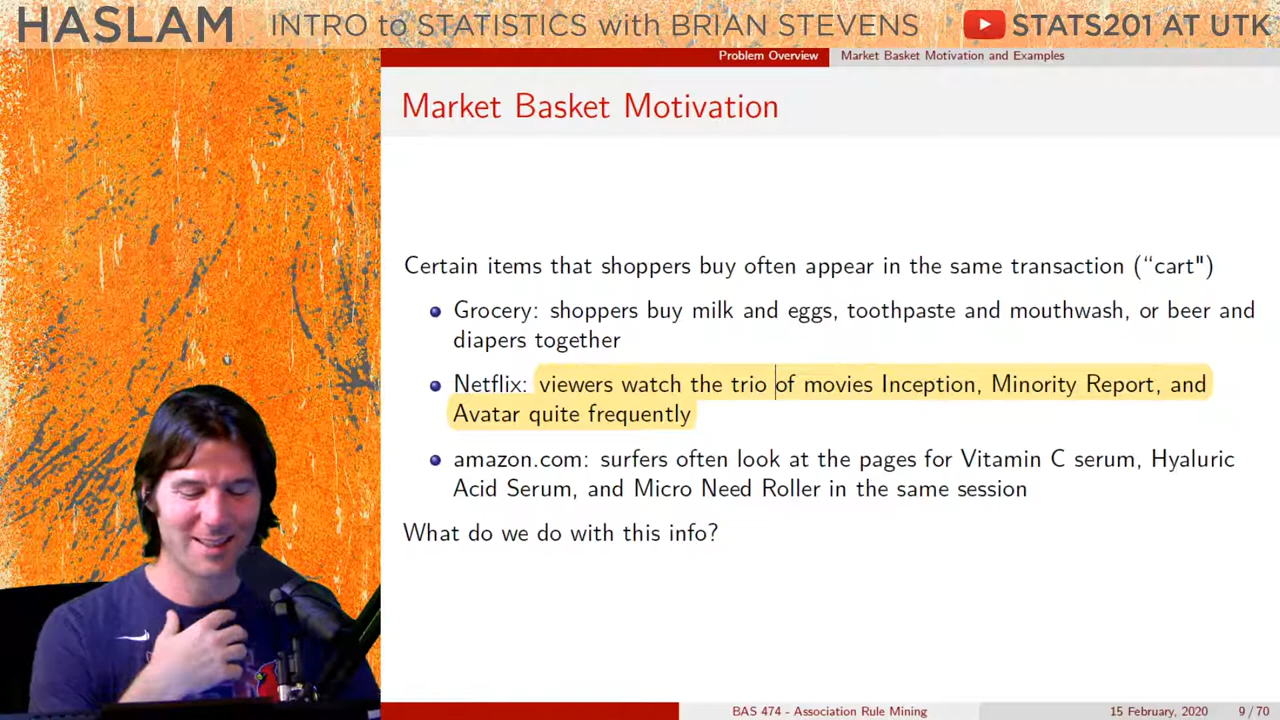 HASLAM INTRO to STATISTICS with BRIAN STEVENS STATS201 AT UTK
Problem Overview Market Basket Motivation and Examples
Market Basket Motivation
Certain items that shoppers buy often appear in the same transaction (“cart")
Grocery: shoppers buy milk and eggs, toothpaste and mouthwash, or beer and
diapers together
Netflix: viewers watch the trio of movies Inception, Minority Report, and
Avatar quite frequently
amazon.com: surfers often look at the pages for Vitamin C serum, Hyaluric
Acid Serum, and Micro Need Roller in the same session
What do we do with this info?
BAS 474 - Association Rule Mining 15 February, 2020 9 / 70